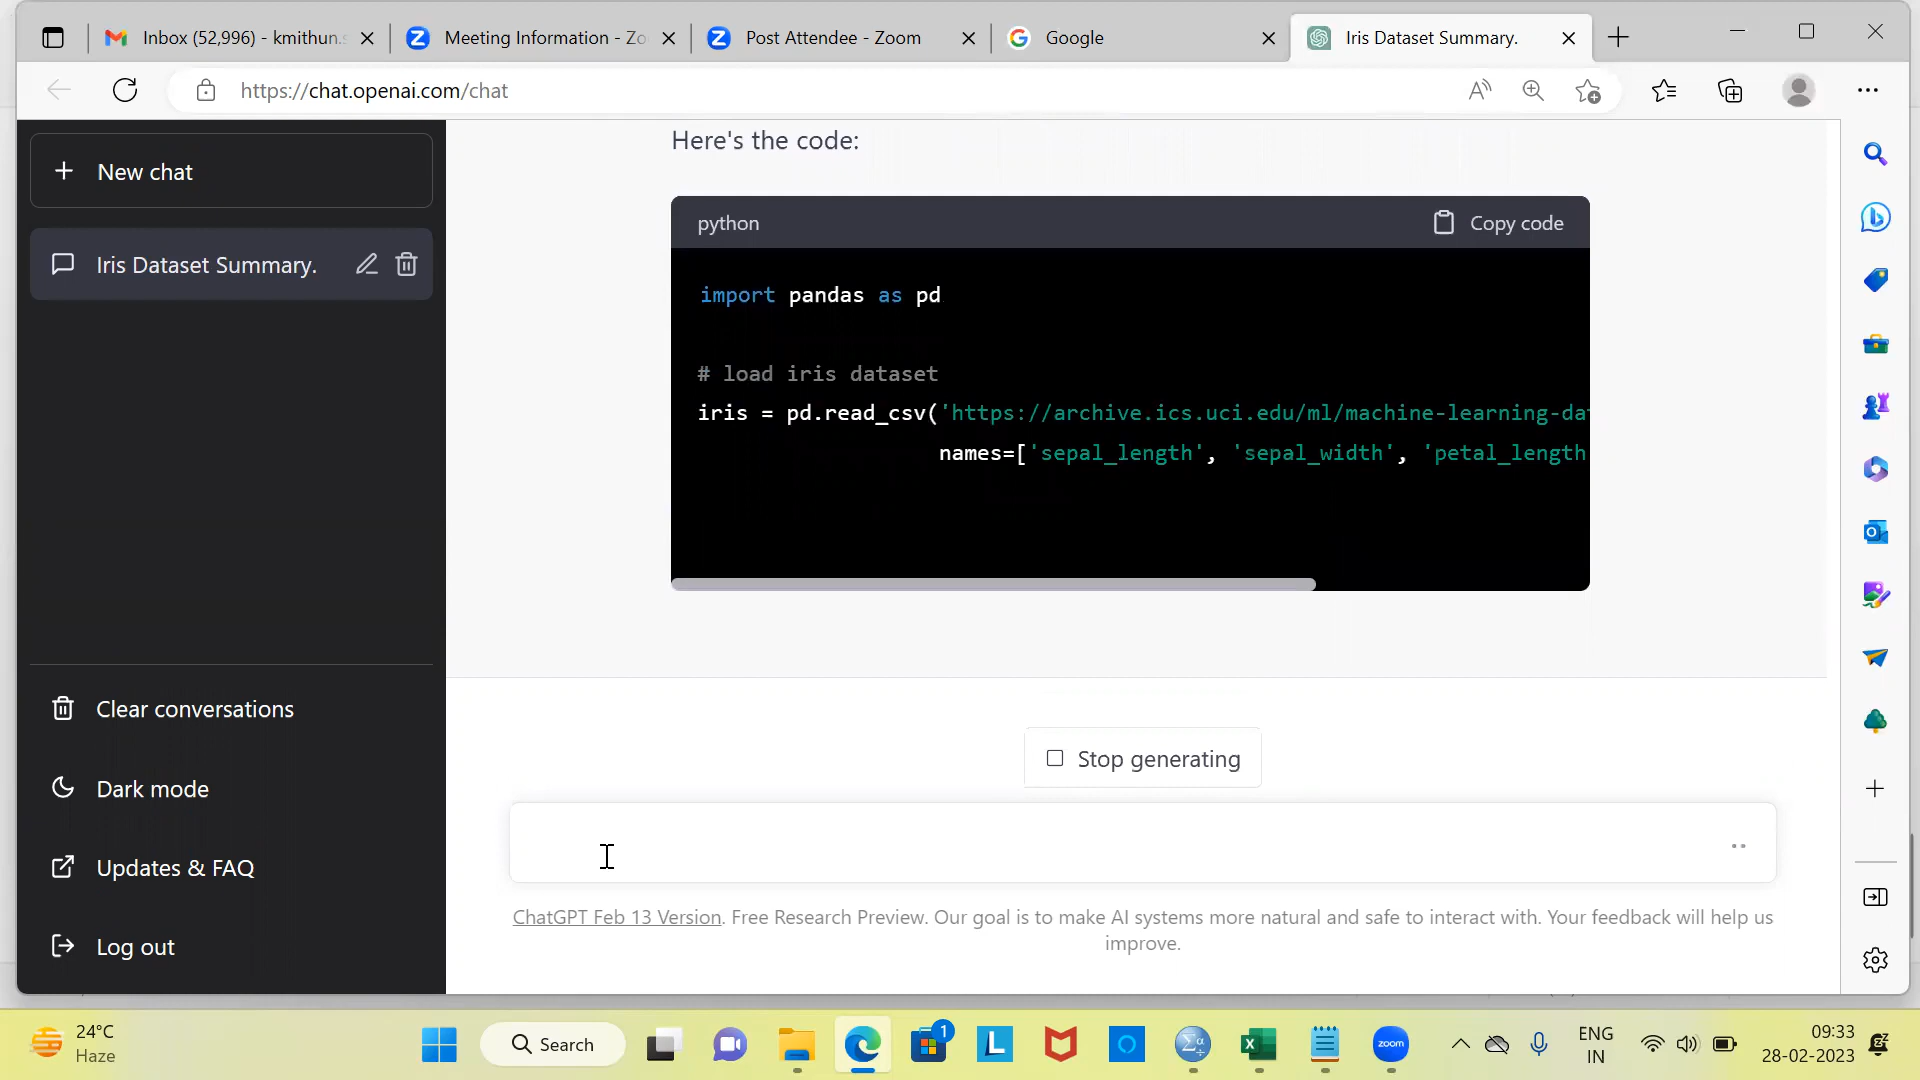 Inbox (52,996) - kmithun.s
Meeting Information - Zo
Post Attendee - Zoom
Google
Iris Dataset Summary.
https://chat.openai.com/chat
New chat
Iris Dataset Summary.
Clear conversations
Dark mode
Updates & FAQ
Log out
Here's the code:
python
Copy code
import pandas as pd
# load iris dataset
iris = pd.read_csv('https://archive.ics.uci.edu/ml/machine-learning-da
names=['sepal_length', 'sepal_width', 'petal_length
Stop generating
ChatGPT Feb 13 Version. Free Research Preview. Our goal is to make AI systems more natural and safe to interact with. Your feedback will help us
improve.
24°C
Haze
Search
1
zoom
ENG
IN
09:33
28-02-2023